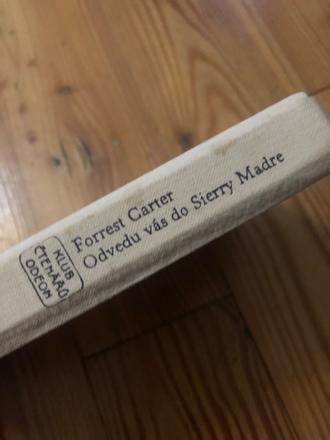 KLUB
ČTENÁŘŮ
ODEON
Forrest Carter
Odvedu vás do Sierry Madre